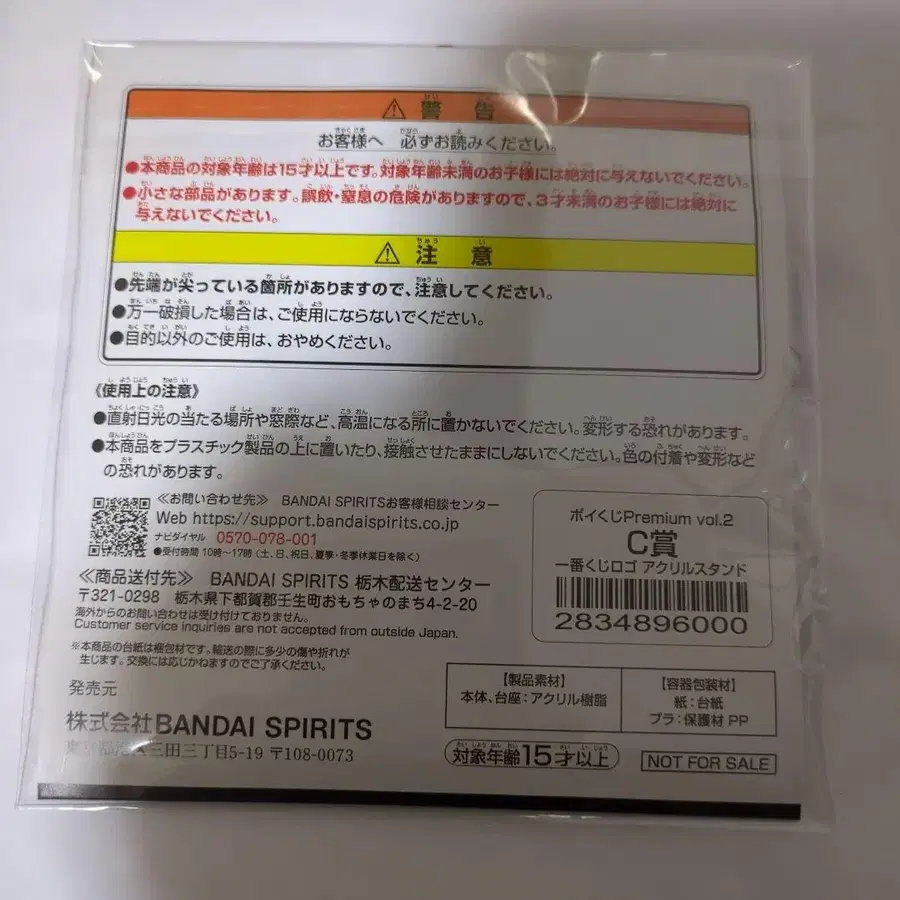 ⚠ 警告
お客様へ 必ずお読みください。
●本商品の対象年齢は15才以上です。対象年齢未満のお子様には絶対に与えないでください。
●小さな部品があります。誤飲・窒息の危険がありますので、3才未満のお子様には絶対に
与えないでください。
⚠ 注意
●先端が尖っている箇所がありますので、注意してください。
●万一破損した場合は、ご使用にならないでください。
●目的以外のご使用は、おやめください。
《使用上の注意》
●直射日光の当たる場所や窓際など、高温になる所に置かないでください。変形する恐れがあります。
●本商品をプラスチック製品の上に置いたり、接触させたままにしないでください。色の付着や変形など
の恐れがあります。
≪お問い合わせ先≫ BANDAI SPIRITSお客様相談センター
Web https://support.bandaispirits.co.jp
ナビダイヤル 0570-078-001
●受付時間 10時~17時 (土、日、祝日、夏季・冬季休業日を除く)
≪商品送付先≫ BANDAI SPIRITS 栃木配送センター
〒321-0298 栃木県下都賀郡壬生町おもちゃのまち4-2-20
海外からのお問い合わせは受け付けておりません。
Customer service inquiries are not accepted from outside Japan.
※本商品の台紙は梱包材です。輸送の際に多少の傷や折れが
生じます。交換には応じかねますのでご了承ください。
発売元
株式会社BANDAI SPIRITS
東京都港区三田三丁目5-19 〒108-0073
ポイくじPremium vol.2
C賞
一番くじロゴ アクリルスタンド
2834896000
【製品素材】
本体、台座:アクリル樹脂
【容器包装材】
紙:台紙
プラ:保護材 PP
対象年齢15才以上
NOT FOR SALE